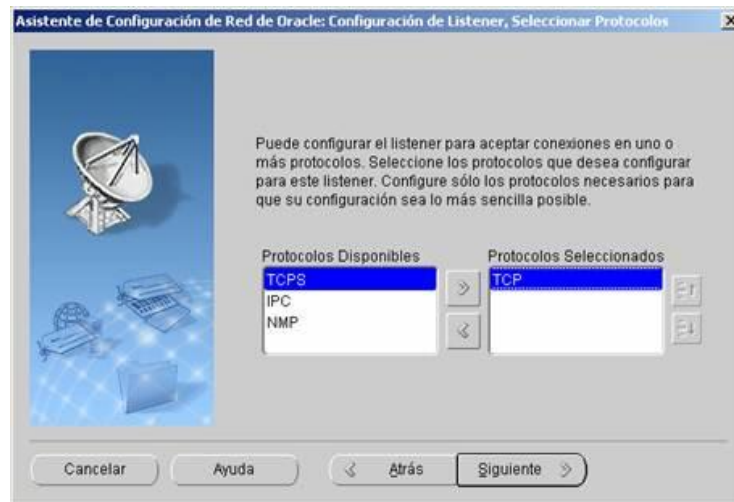 Asistente de Configuración de Red de Oracle: Configuración de Listener, Seleccionar Protocolos
Puede configurar el listener para aceptar conexiones en uno o
más protocolos. Seleccione los protocolos que desea configurar
para este listener. Configure sólo los protocolos necesarios para
que su configuración sea lo más sencilla posible.
Protocolos Disponibles
TCPS
IPC
NMP
Protocolos Seleccionados
TCP
Cancelar
Ayuda
Atrás
Siguiente